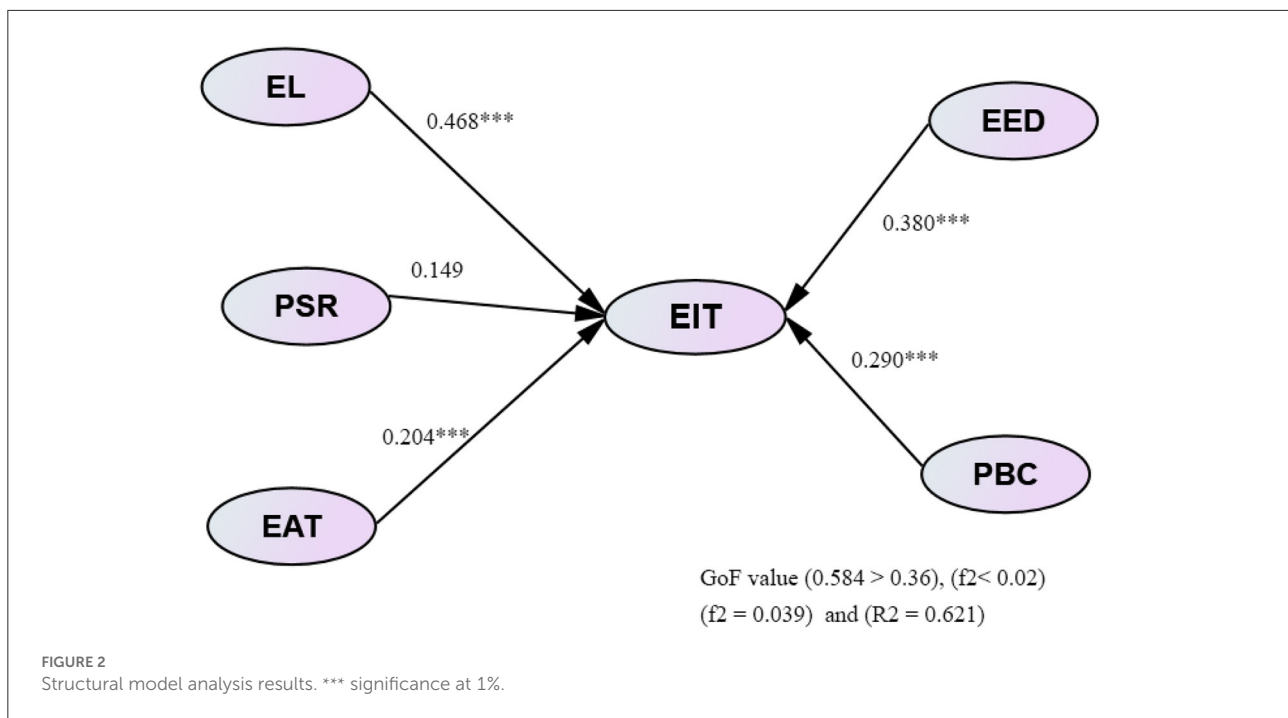 EL
EED
0.468***
0.380***
PSR
0.149
EIT
0.290***
0.204***
EAT
PBC
GoF value (0.584 > 0.36), (f2< 0.02)
(f2 = 0.039) and (R2 = 0.621)
FIGURE 2
Structural model analysis results. *** significance at 1%.